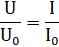 U/U₀ = I/I₀